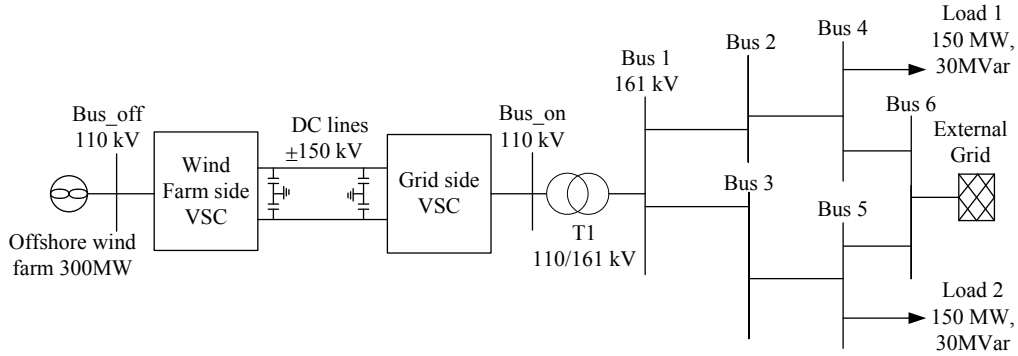 Bus_off
110 kV
Offshore wind
farm 300MW
Wind
Farm side
VSC
DC lines
±150 kV
Grid side
VSC
Bus_on
110 kV
T1
110/161 kV
Bus 1
161 kV
Bus 2
Bus 3
Bus 4
Bus 5
Bus 6
Load 1
150 MW,
30MVar
External
Grid
Load 2
150 MW,
30MVar